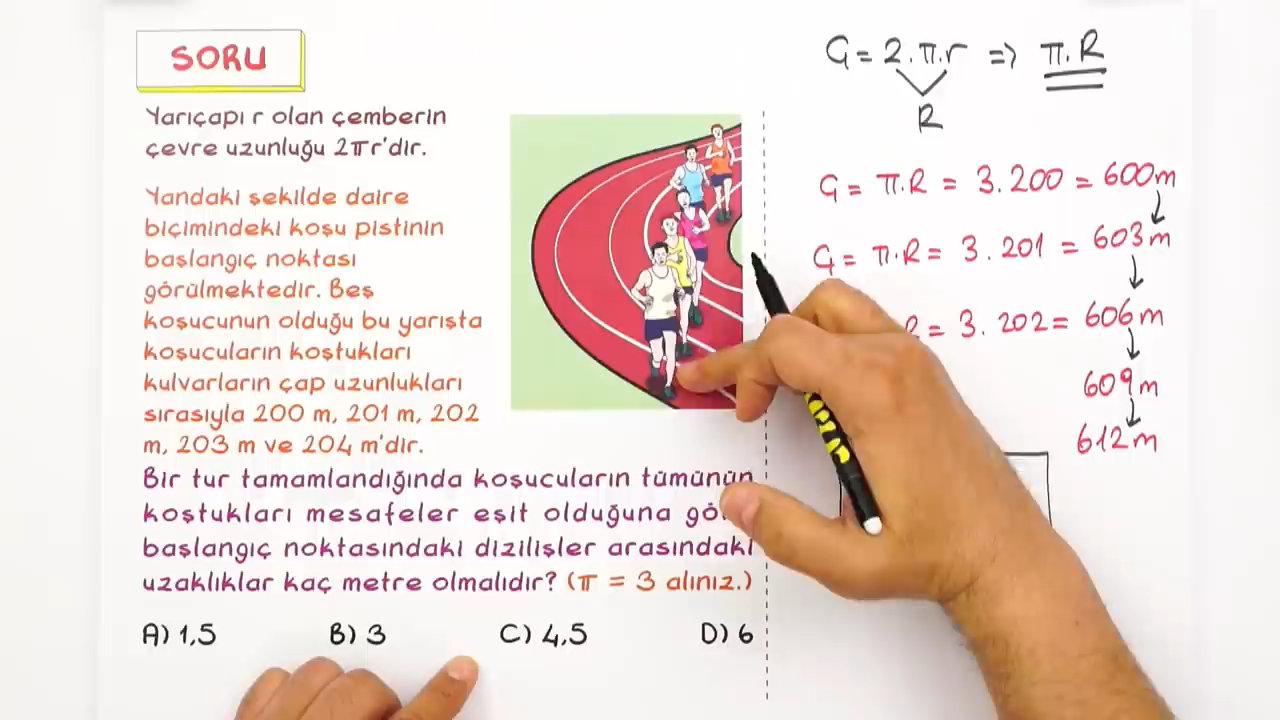 SORU
Yarıçapı r olan çemberin
çevre uzunluğu 2πr'dir.
Yandaki şekilde daire
biçimindeki koşu pistinin
başlangıç noktası
görülmektedir. Beş
koşucunun olduğu bu yarışta
koşucuların koştukları
kulvarların çap uzunlukları
sırasıyla 200 m, 201 m, 202
m, 203 m ve 204 m'dir.
Bir tur tamamlandığında koşucuların tümünün
koştukları mesafeler eşit olduğuna
başlangıç noktasındaki dizilişler arasındaki
uzaklıklar kaç metre olmalıdır? (π = 3 alınız.)
A) 1,5 B) 3 C) 4,5 D) 6
Ç = 2.π.r => π.R
R
Ç = π.R = 3.200 = 600m
Ç = π.R = 3.201 = 603m
= 3.202 = 606m
609m
612m